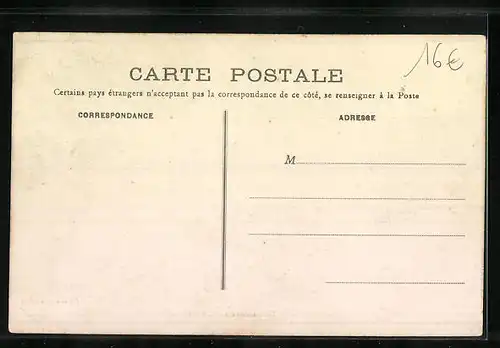 16€
CARTE POSTALE
Certains pays étrangers n'acceptant pas la correspondance de ce côté, se renseigner à la Poste
CORRESPONDANCE
ADRESSE
M